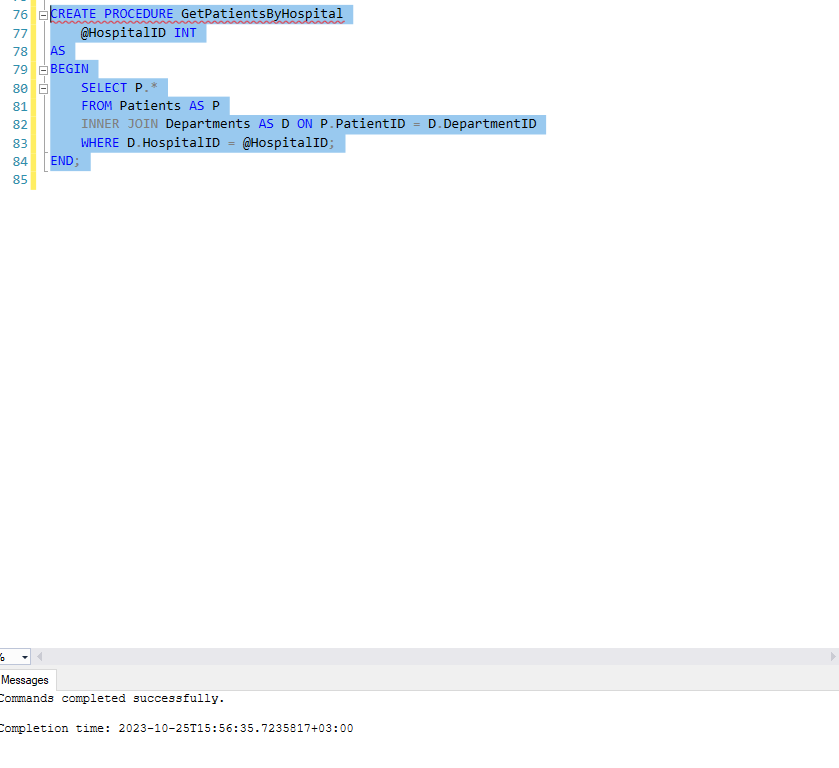 76 CREATE PROCEDURE GetPatientsByHospital
77 @HospitalID INT
78 AS
79 BEGIN
80 SELECT P.*
81 FROM Patients AS P
82 INNER JOIN Departments AS D ON P.PatientID = D.DepartmentID
83 WHERE D.HospitalID = @HospitalID;
84 END;
85
%
Messages
Commands completed successfully.
Completion time: 2023-10-25T15:56:35.7235817+03:00